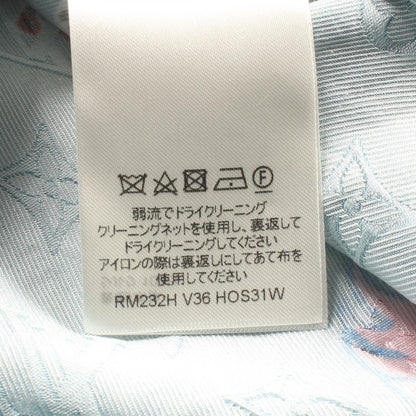 F
弱流でドライクリーニング
クリーニングネットを使用し、裏返して
ドライクリーニングしてください
アイロンの際は裏返しにしてあて布を
使用してください
RM232H V36 HOS31W